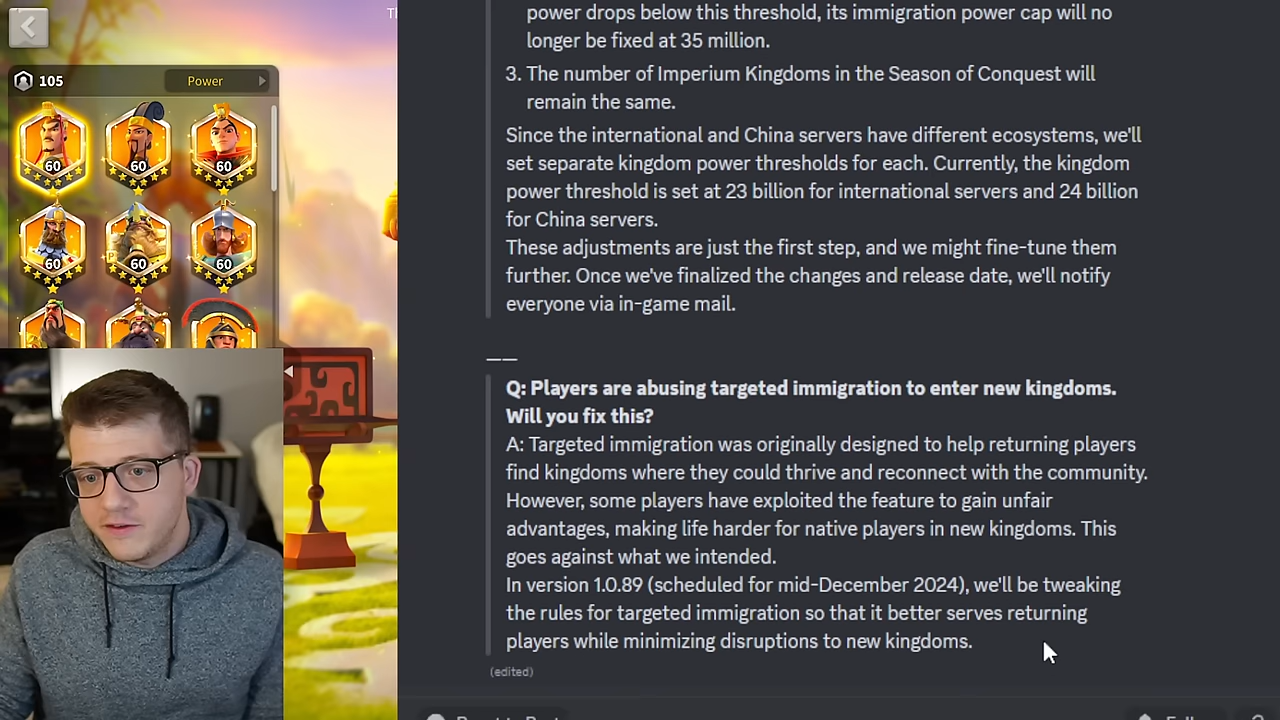 Th
105
Power
60
60
60
60
60
60
power drops below this threshold, its immigration power cap will no
longer be fixed at 35 million.
3. The number of Imperium Kingdoms in the Season of Conquest will
remain the same.
Since the international and China servers have different ecosystems, we'll
set separate kingdom power thresholds for each. Currently, the kingdom
power threshold is set at 23 billion for international servers and 24 billion
for China servers.
These adjustments are just the first step, and we might fine-tune them
further. Once we've finalized the changes and release date, we'll notify
everyone via in-game mail.
——
Q: Players are abusing targeted immigration to enter new kingdoms.
Will you fix this?
A: Targeted immigration was originally designed to help returning players
find kingdoms where they could thrive and reconnect with the community.
However, some players have exploited the feature to gain unfair
advantages, making life harder for native players in new kingdoms. This
goes against what we intended.
In version 1.0.89 (scheduled for mid-December 2024), we'll be tweaking
the rules for targeted immigration so that it better serves returning
players while minimizing disruptions to new kingdoms.
(edited)